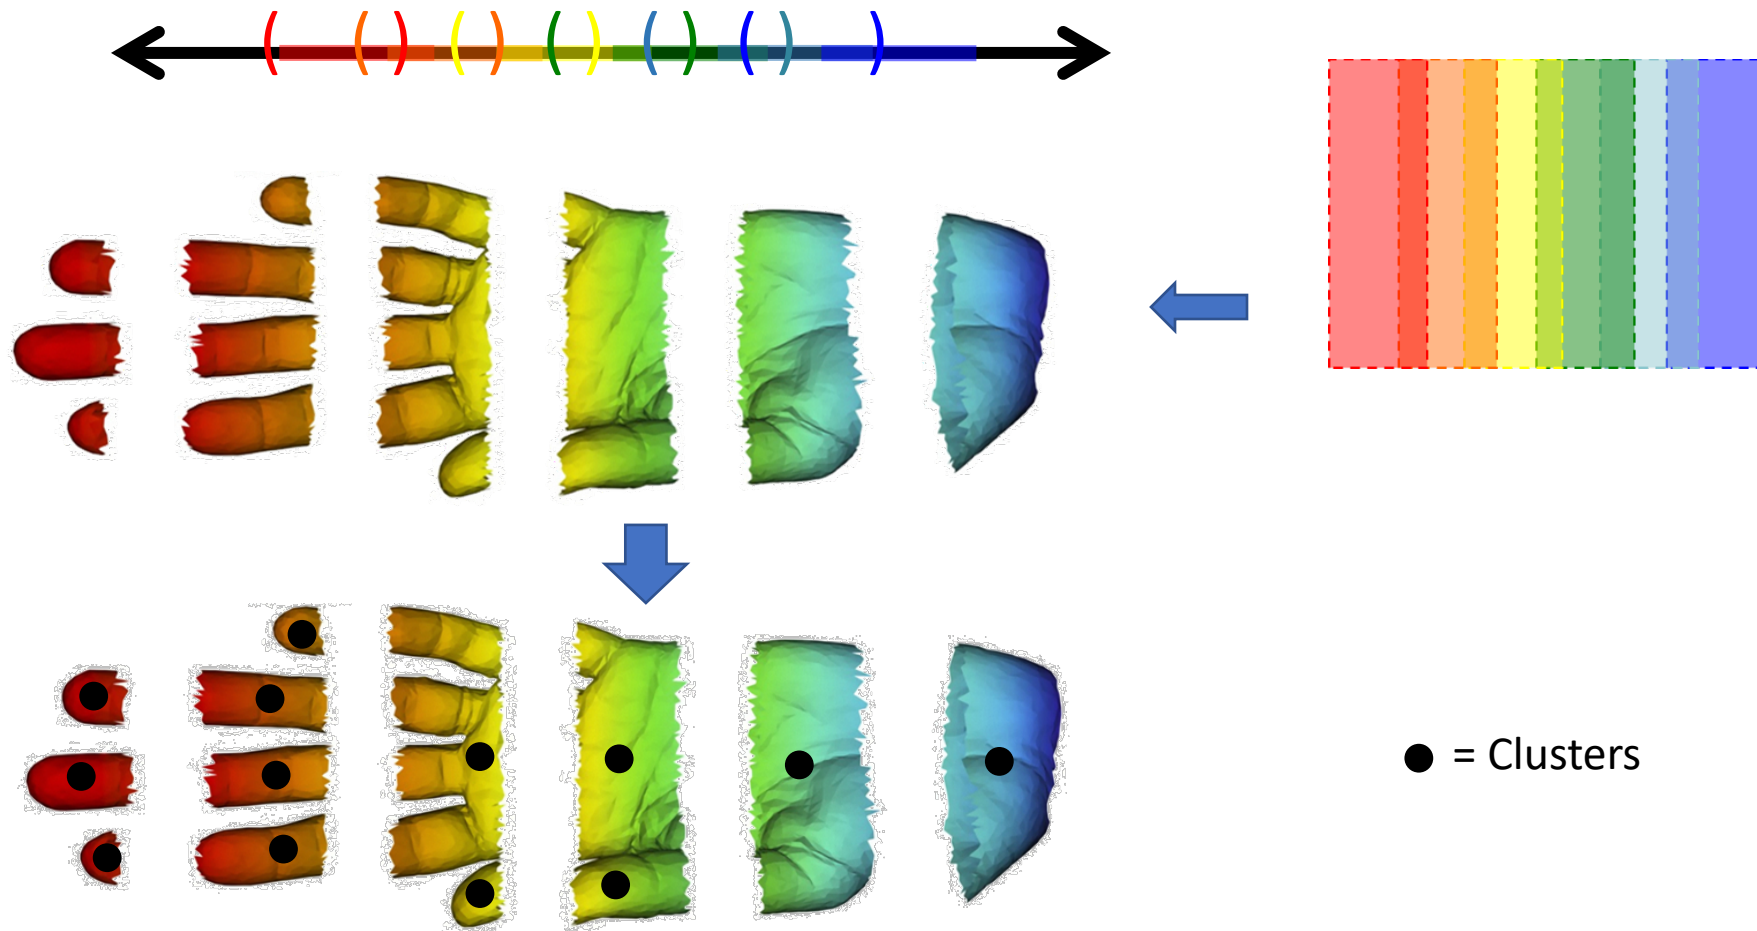 ( ( ) ( ) ( ) ( ) ( ) )
= Clusters